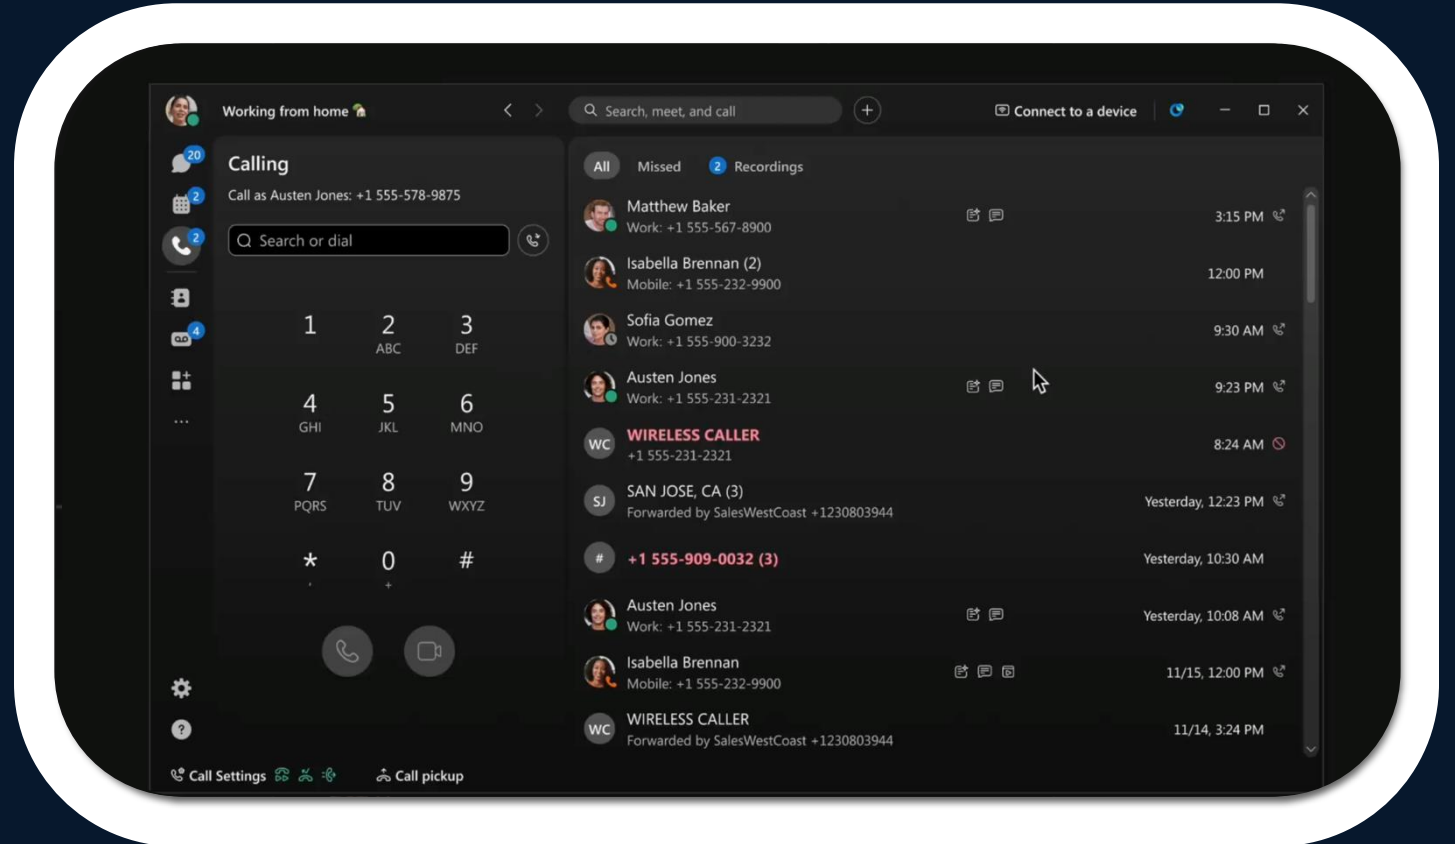 Working from home
Search, meet, and call
Connect to a device
20
2
2
4
Calling
Call as Austen Jones: +1 555-578-9875
Search or dial
1
2
3
ABC
DEF
4
5
6
GHI
JKL
MNO
7
8
9
PQRS
TUV
WXYZ
*
0
#
+
All
Missed
2 Recordings
Matthew Baker
Work: +1 555-567-8900
3:15 PM
Isabella Brennan (2)
Mobile: +1 555-232-9900
12:00 PM
Sofia Gomez
Work: +1 555-900-3232
9:30 AM
Austen Jones
Work: +1 555-231-2321
9:23 PM
WC
WIRELESS CALLER
+1 555-231-2321
8:24 AM
SJ
SAN JOSE, CA (3)
Forwarded by SalesWestCoast +1230803944
Yesterday, 12:23 PM
#
+1 555-909-0032 (3)
Yesterday, 10:30 AM
Austen Jones
Work: +1 555-231-2321
Yesterday, 10:08 AM
Isabella Brennan
Mobile: +1 555-232-9900
11/15, 12:00 PM
WC
WIRELESS CALLER
Forwarded by SalesWestCoast +1230803944
11/14, 3:24 PM
Call Settings
Call pickup